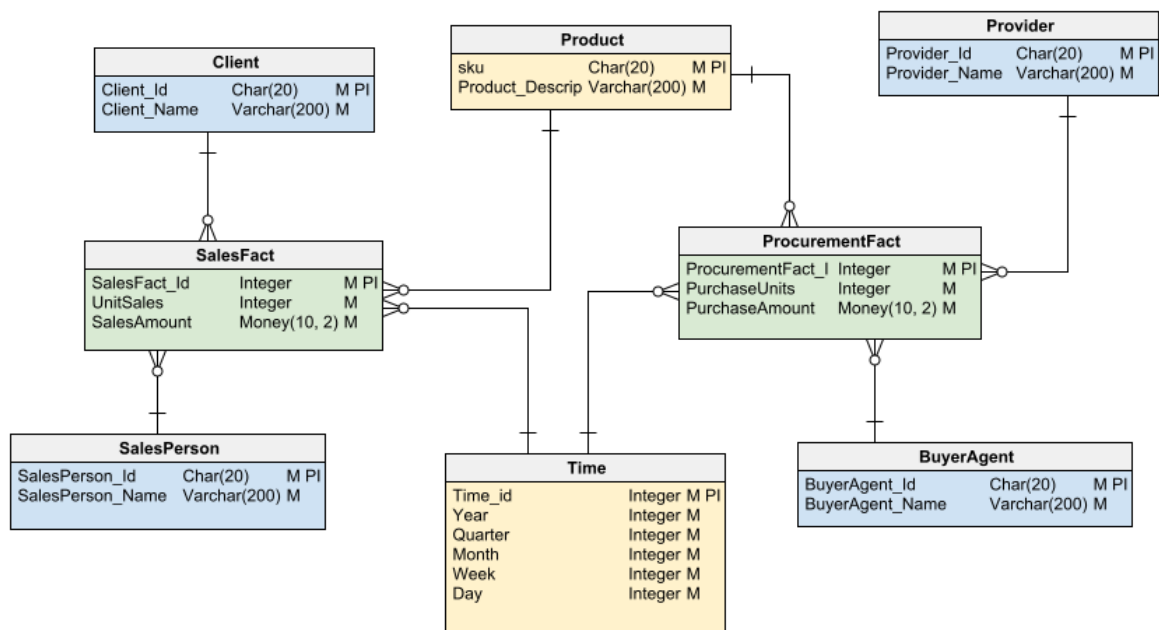 Client
Client_Id Char(20) M PI
Client_Name Varchar(200) M
Product
sku Char(20) M PI
Product_Descrip Varchar(200) M
Provider
Provider_Id Char(20) M PI
Provider_Name Varchar(200) M
SalesFact
SalesFact_Id Integer M PI
UnitSales Integer M
SalesAmount Money(10, 2) M
ProcurementFact
ProcurementFact_I Integer M PI
PurchaseUnits Integer M
PurchaseAmount Money(10, 2) M
SalesPerson
SalesPerson_Id Char(20) M PI
SalesPerson_Name Varchar(200) M
Time
Time_id Integer M PI
Year Integer M
Quarter Integer M
Month Integer M
Week Integer M
Day Integer M
BuyerAgent
BuyerAgent_Id Char(20) M PI
BuyerAgent_Name Varchar(200) M